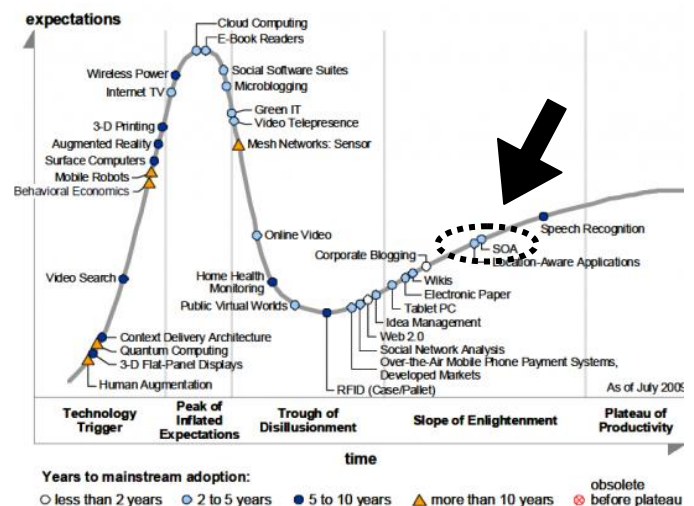 expectations
Cloud Computing
E-Book Readers
Wireless Power
Social Software Suites
Internet TV
Microblogging
Green IT
3-D Printing
Video Telepresence
Augmented Reality
Mesh Networks: Sensor
Surface Computers
Mobile Robots
Behavioral Economics
Speech Recognition
Online Video
SOA
Corporate Blogging
Location-Aware Applications
Video Search
Home Health
Monitoring
Wikis
Electronic Paper
Public Virtual Worlds
Tablet PC
Idea Management
Context Delivery Architecture
Web 2.0
Quantum Computing
Social Network Analysis
3-D Flat-Panel Displays
Over-the-Air Mobile Phone Payment Systems,
Developed Markets
Human Augmentation
RFID (Case/Pallet)
As of July 2009
Technology
Trigger
Peak of
Inflated
Expectations
Trough of
Disillusionment
Slope of Enlightenment
Plateau of
Productivity
time
Years to mainstream adoption:
less than 2 years
2 to 5 years
5 to 10 years
more than 10 years
obsolete
before plateau